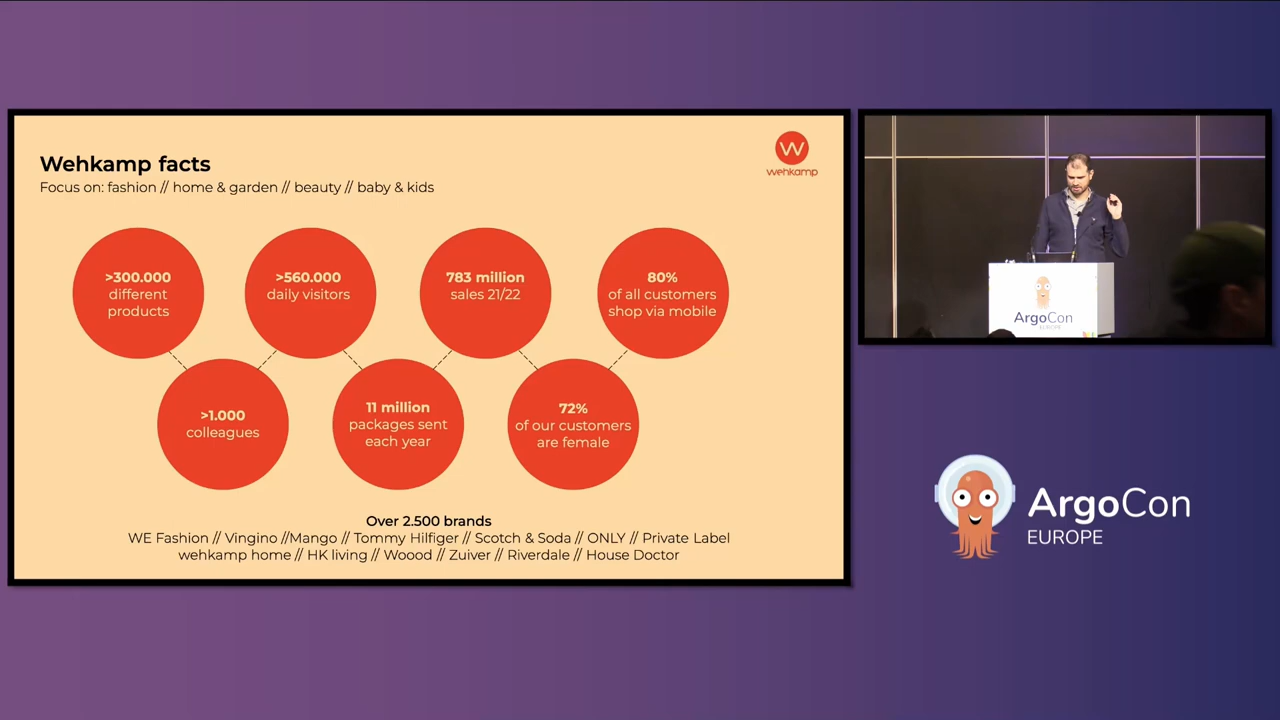 Wehkamp facts
Focus on: fashion // home & garden // beauty // baby & kids
wehkamp
>300.000
different
products
>560.000
daily visitors
783 million
sales 21/22
80%
of all customers
shop via mobile
>1.000
colleagues
11 million
packages sent
each year
72%
of our customers
are female
Over 2.500 brands
WE Fashion // Vingino //Mango // Tommy Hilfiger // Scotch & Soda // ONLY // Private Label
wehkamp home // HK living // Woood // Zuiver // Riverdale // House Doctor
ArgoCon
EUROPE
ArgoCon
EUROPE